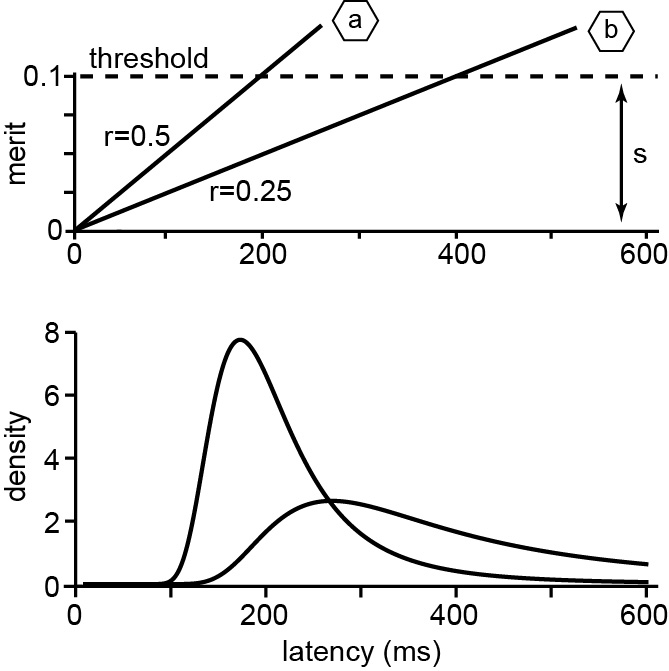 a
b
threshold
0.1
r=0.5
merit
s
r=0.25
0
0 200 400 600
8
6
4
density
2
0
0 200 400 600
latency (ms)